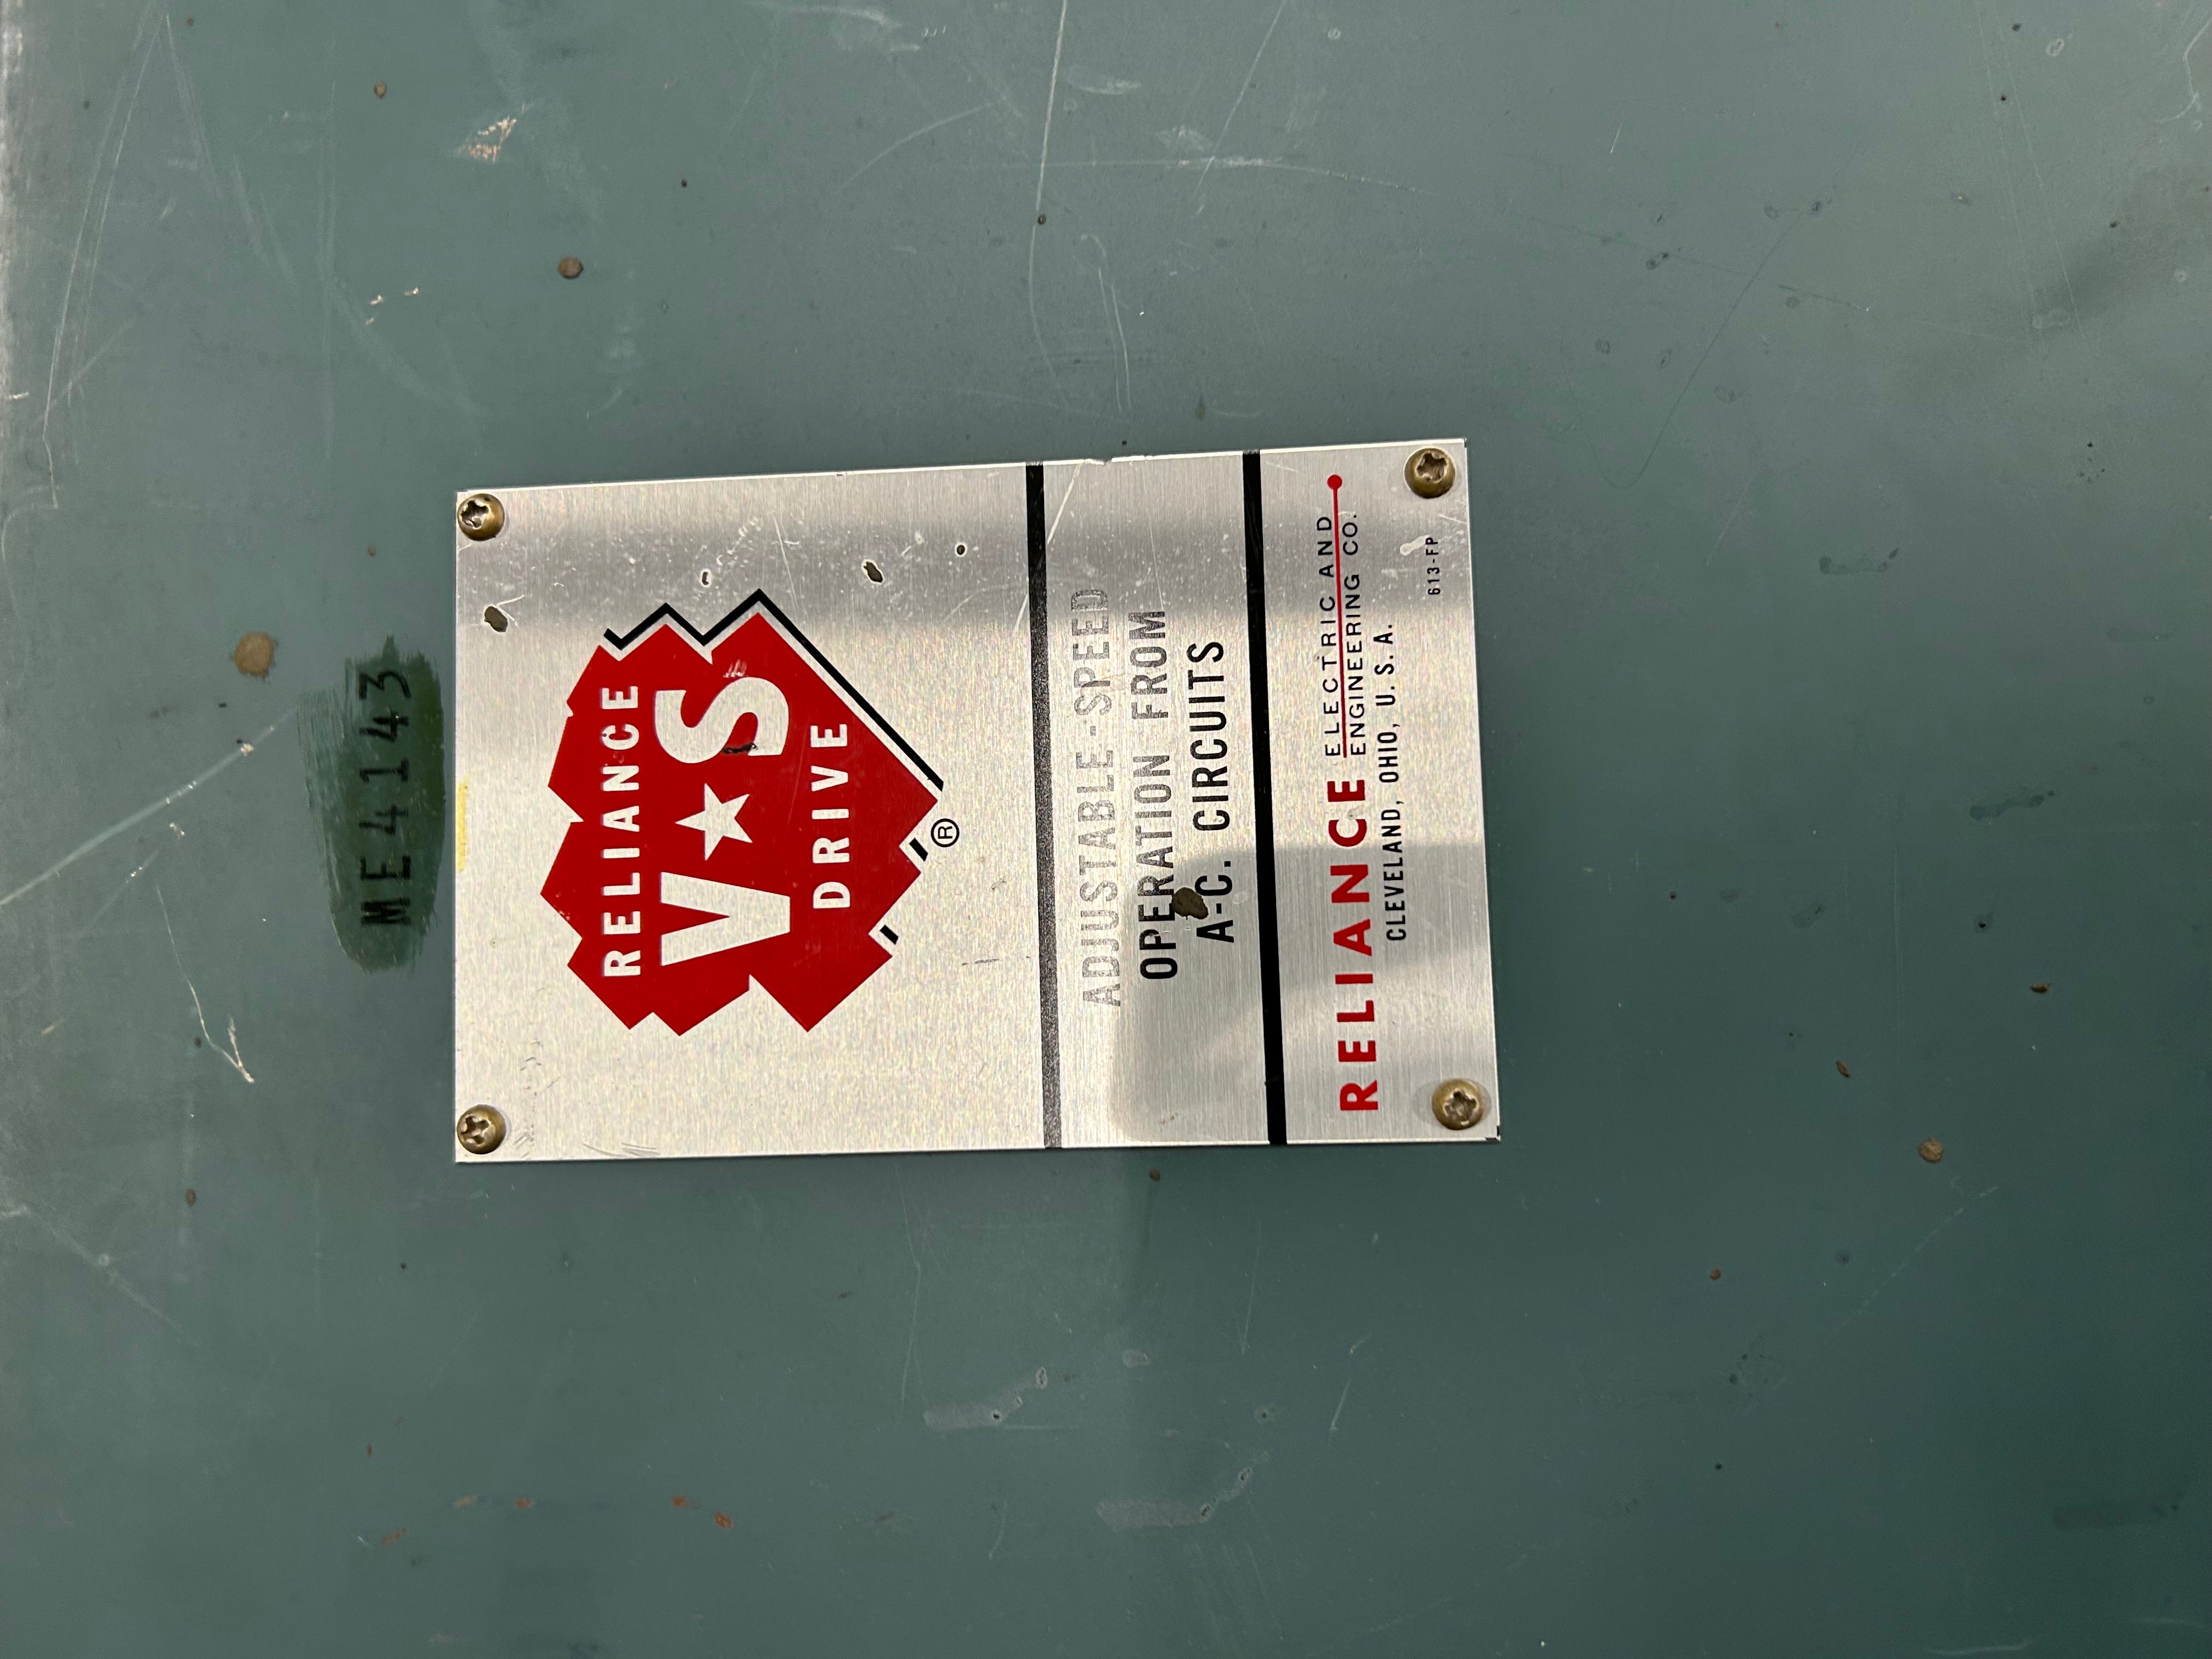 ME41443
RELIANCE
V★S
DRIVE
®
ADJUSTABLE-SPEED
OPERATION FROM
A-C. CIRCUITS
RELIANCE ELECTRIC AND
ENGINEERING CO.
CLEVELAND, OHIO, U.S.A.
613-FP